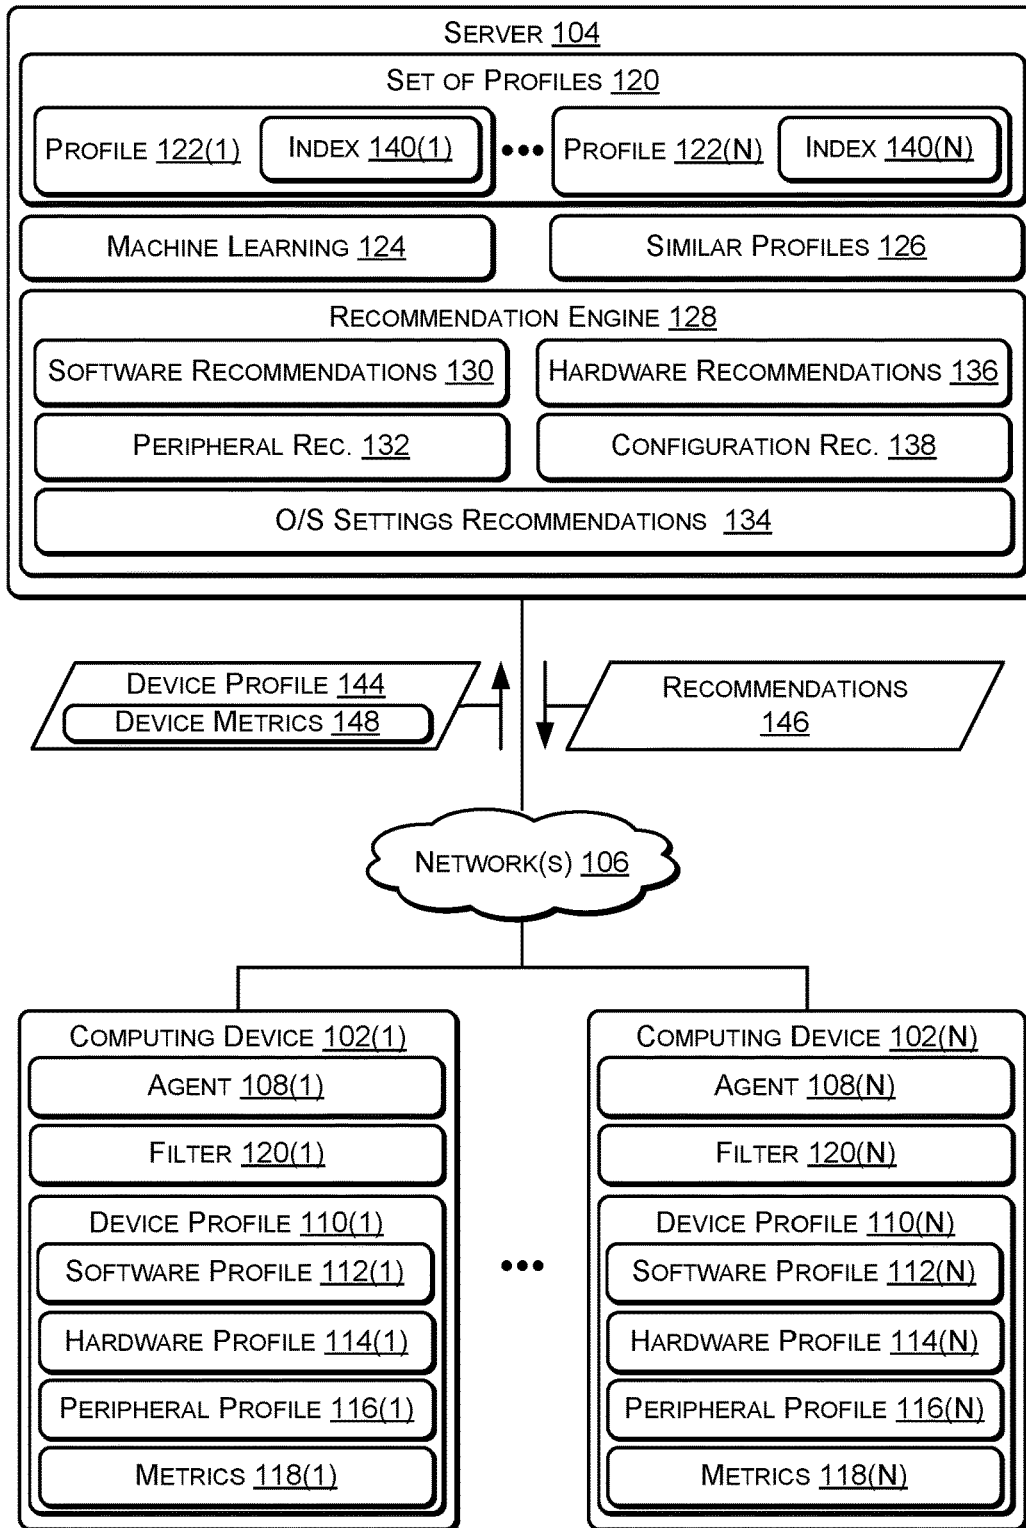 SERVER 104
SET OF PROFILES 120
PROFILE 122(1) INDEX 140(1) ••• PROFILE 122(N) INDEX 140(N)
MACHINE LEARNING 124 SIMILAR PROFILES 126
RECOMMENDATION ENGINE 128
SOFTWARE RECOMMENDATIONS 130 HARDWARE RECOMMENDATIONS 136
PERIPHERAL REC. 132 CONFIGURATION REC. 138
O/S SETTINGS RECOMMENDATIONS 134
DEVICE PROFILE 144
DEVICE METRICS 148
RECOMMENDATIONS
146
NETWORK(S) 106
COMPUTING DEVICE 102(1)
AGENT 108(1)
FILTER 120(1)
DEVICE PROFILE 110(1)
SOFTWARE PROFILE 112(1)
HARDWARE PROFILE 114(1)
PERIPHERAL PROFILE 116(1)
METRICS 118(1)
•••
COMPUTING DEVICE 102(N)
AGENT 108(N)
FILTER 120(N)
DEVICE PROFILE 110(N)
SOFTWARE PROFILE 112(N)
HARDWARE PROFILE 114(N)
PERIPHERAL PROFILE 116(N)
METRICS 118(N)